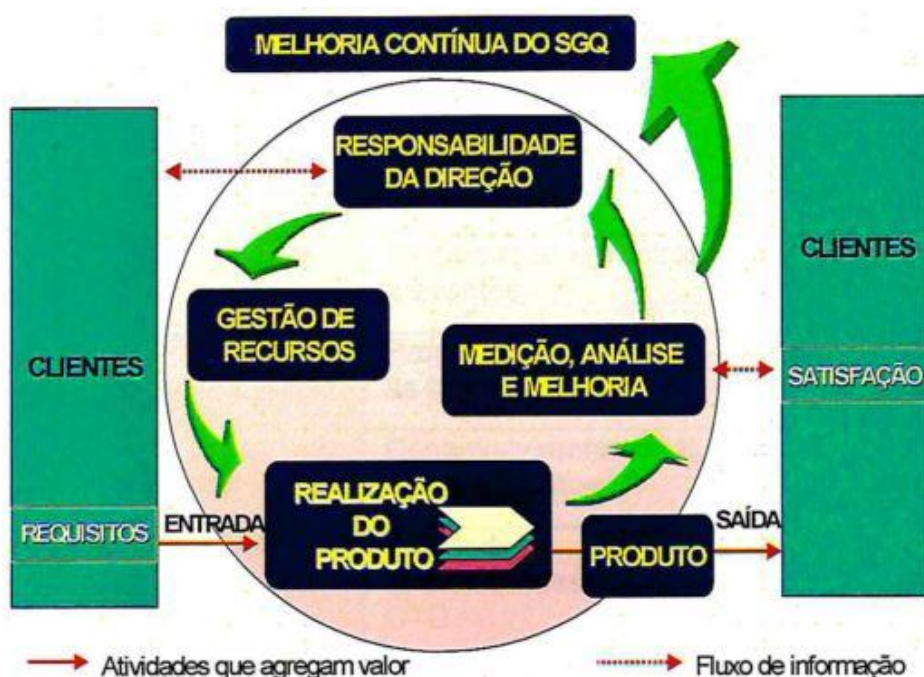 MELHORIA CONTÍNUA DO SGQ
RESPONSABILIDADE
DA DIREÇÃO
CLIENTES
GESTÃO DE
RECURSOS
MEDIÇÃO, ANÁLISE
E MELHORIA
CLIENTES
SATISFAÇÃO
REQUISITOS
ENTRADA
REALIZAÇÃO
DO
PRODUTO
PRODUTO
SAÍDA
Atividades que agregam valor
Fluxo de informação